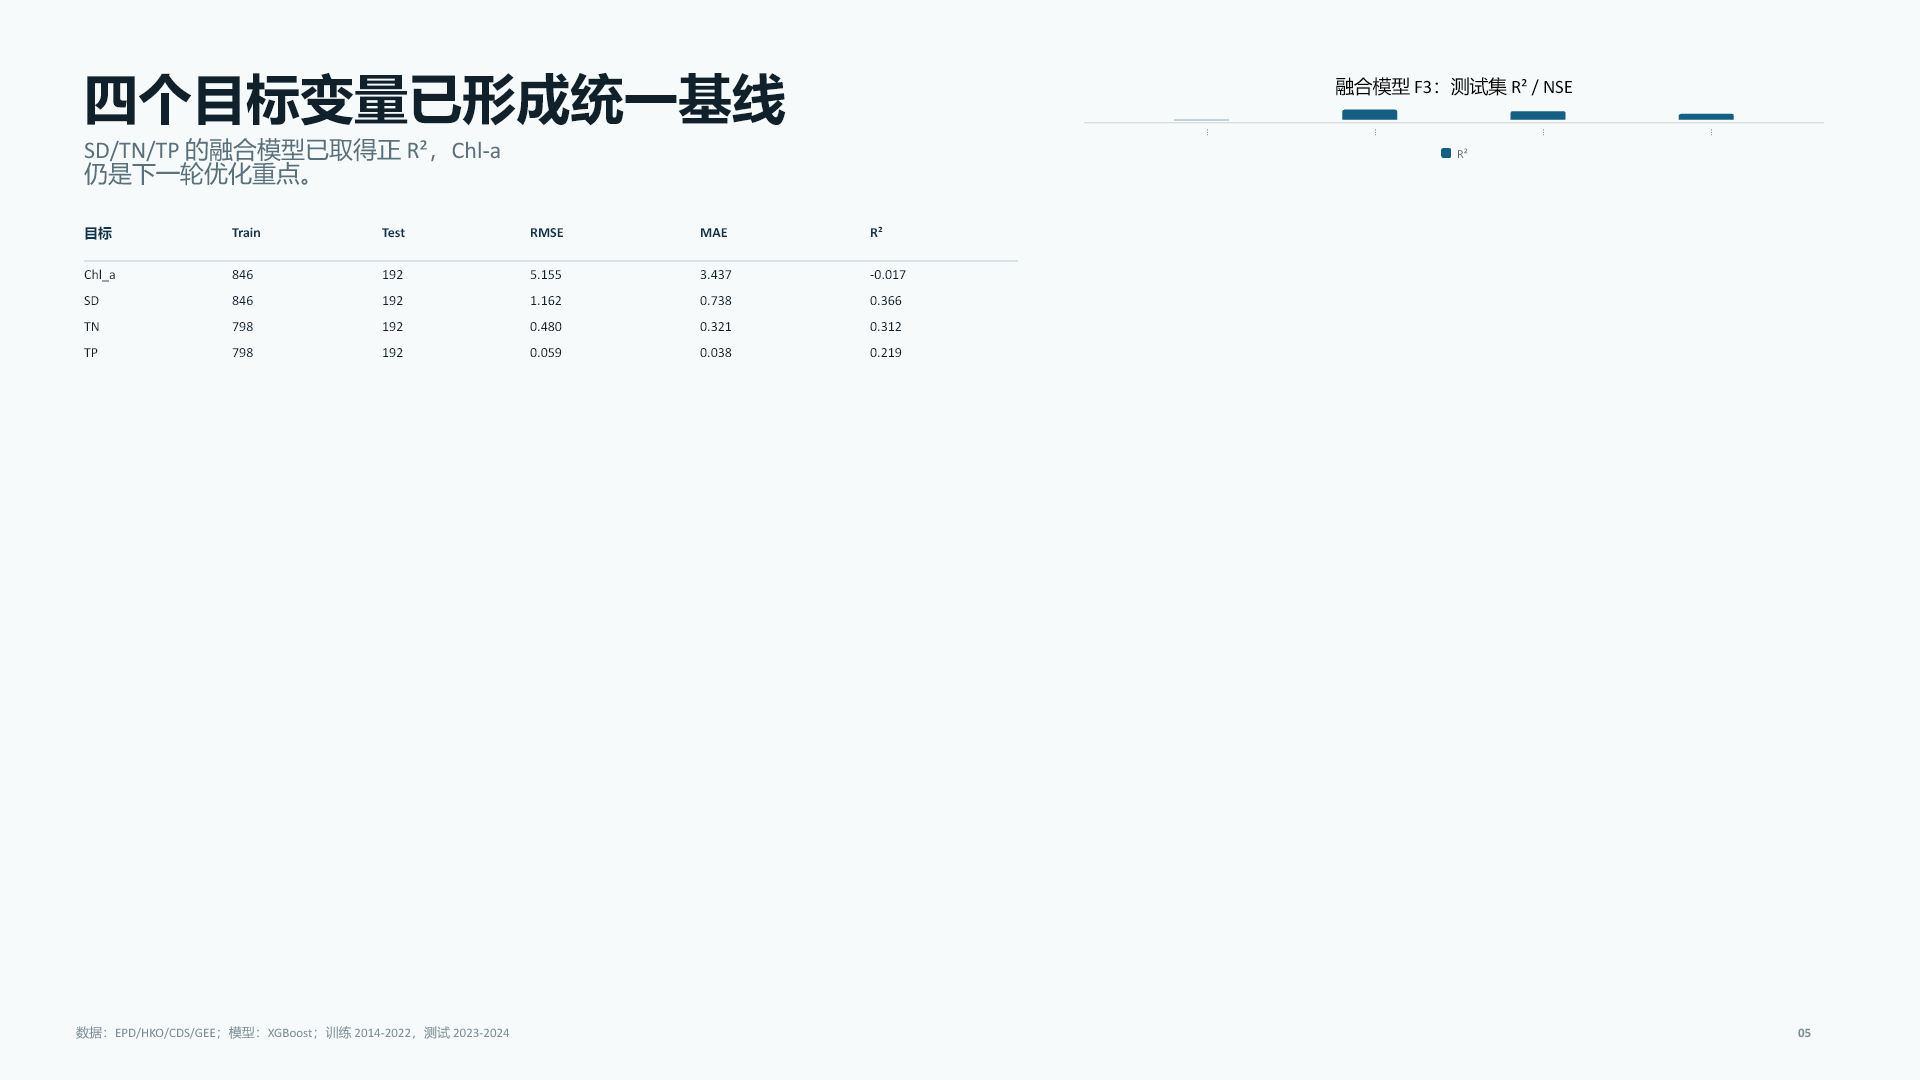 四个目标变量已形成统一基线
SD/TN/TP 的融合模型已取得正 R²，Chl-a
仍是下一轮优化重点。
目标 Train Test RMSE MAE R²
Chl_a 846 192 5.155 3.437 -0.017
SD 846 192 1.162 0.738 0.366
TN 798 192 0.480 0.321 0.312
TP 798 192 0.059 0.038 0.219
融合模型 F3：测试集 R² / NSE
R²
数据：EPD/HKO/CDS/GEE；模型：XGBoost；训练 2014-2022，测试 2023-2024
05